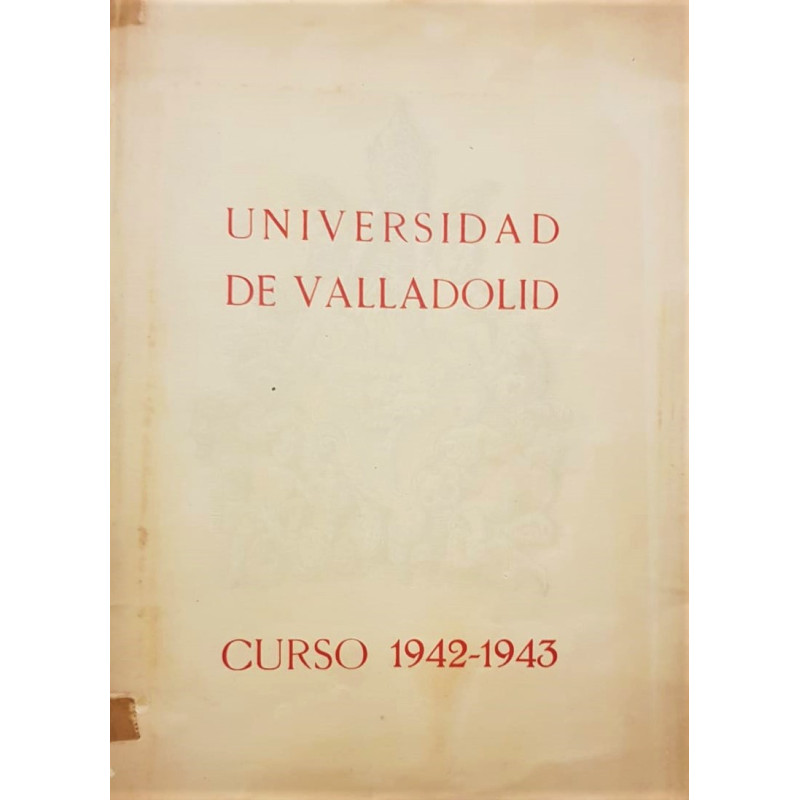 UNIVERSIDAD
DE VALLADOLID
CURSO 1942-1943